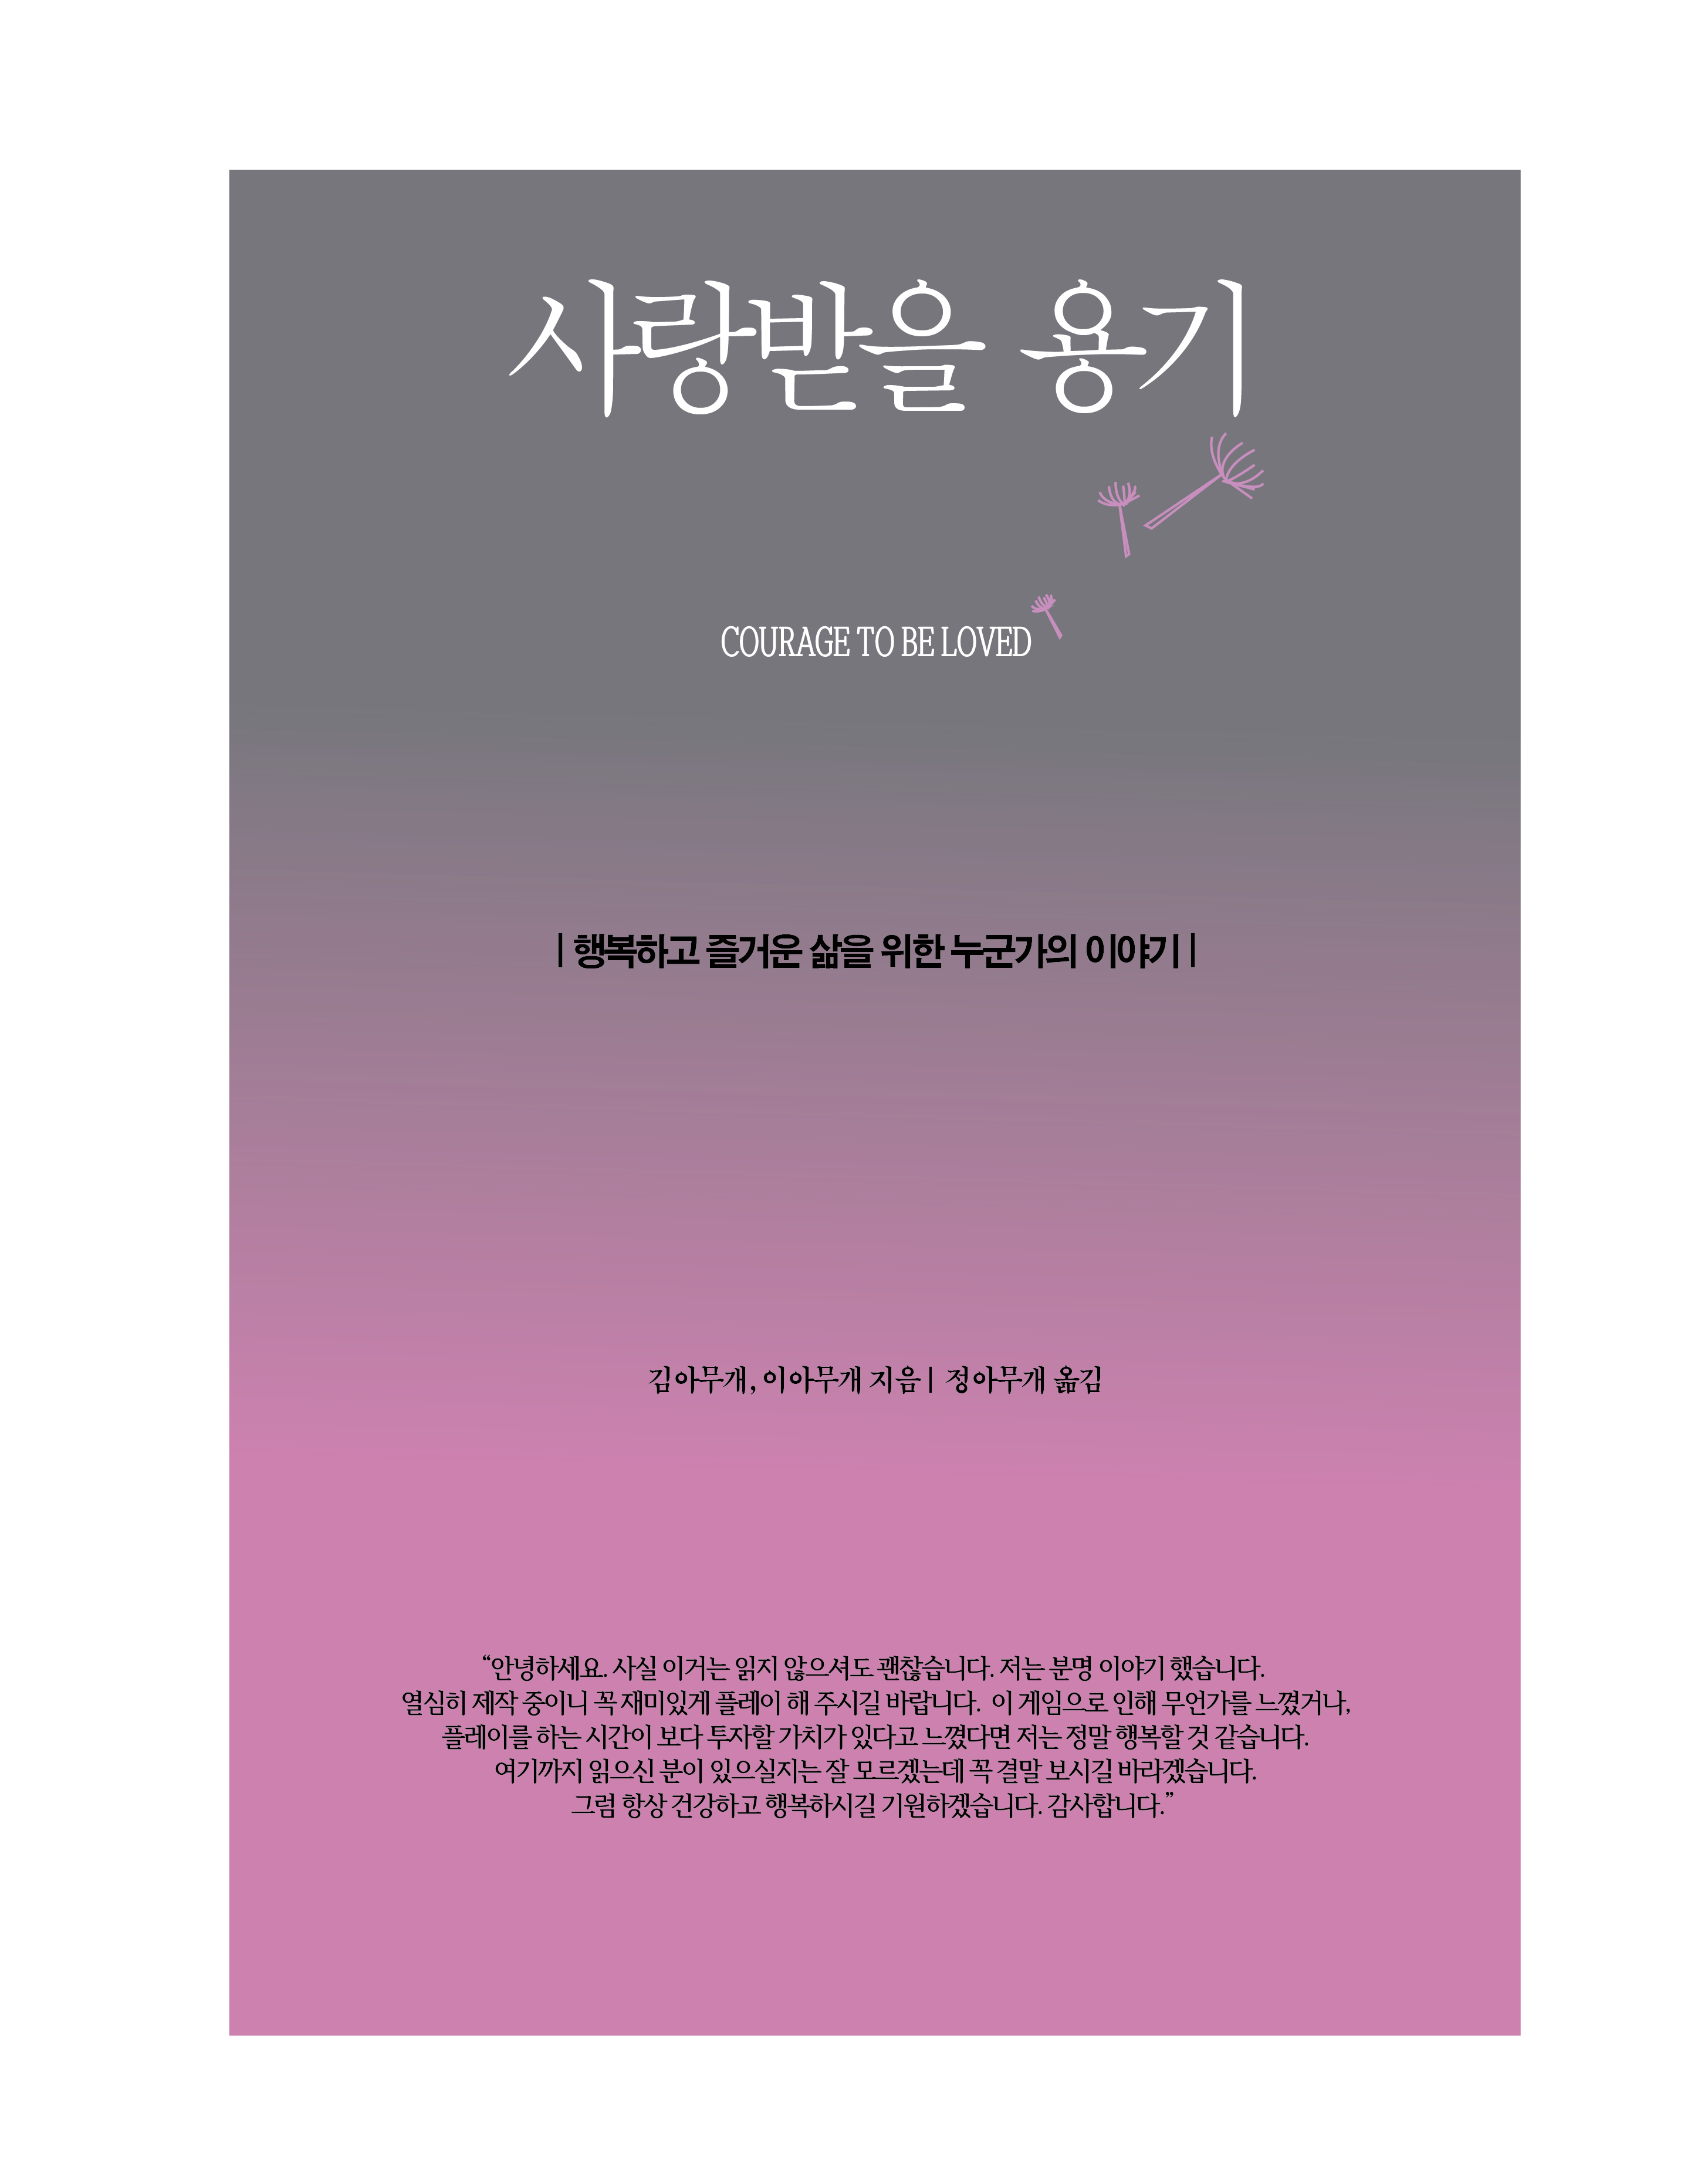 사랑받을 용기
COURAGE TO BE LOVED
| 행복하고 즐거운 삶을 위한 누군가의 이야기 |
김아무개, 이아무개 지음 | 정아무개 옮김
“안녕하세요. 사실 이거는 읽지 않으셔도 괜찮습니다. 저는 분명 이야기 했습니다.
열심히 제작 중이니 꼭 재미있게 플레이 해 주시길 바랍니다.  이 게임으로 인해 무언가를 느꼈거나,
플레이를 하는 시간이 보다 투자할 가치가 있다고 느꼈다면 저는 정말 행복할 것 같습니다.
여기까지 읽으신 분이 있으실지는 잘 모르겠는데 꼭 결말 보시길 바라겠습니다.
그럼 항상 건강하고 행복하시길 기원하겠습니다. 감사합니다.”